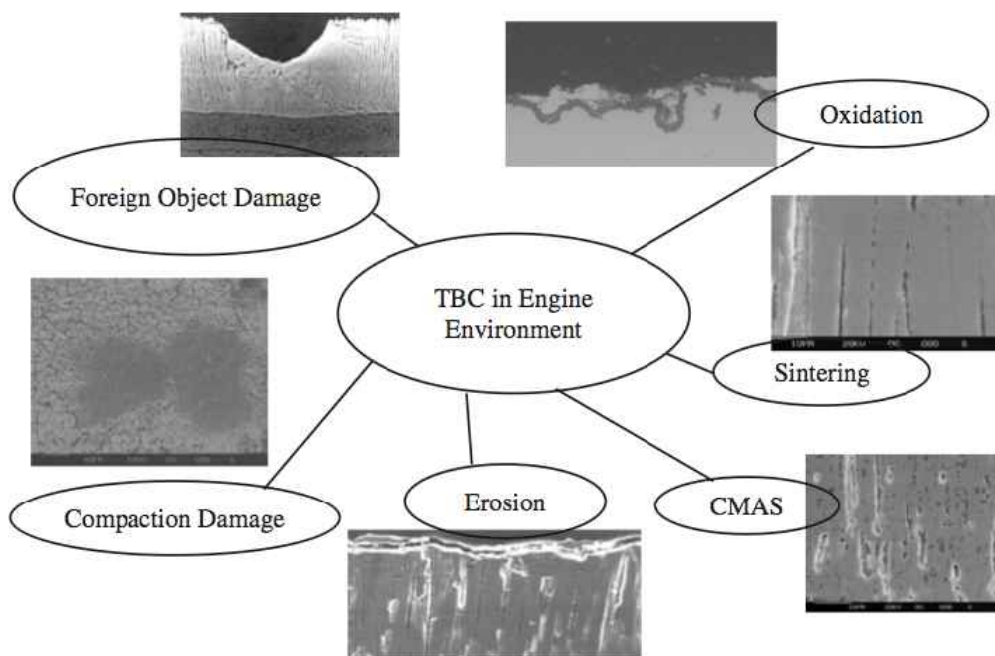 Oxidation
Foreign Object Damage
TBC in Engine
Environment
Sintering
Compaction Damage
Erosion
CMAS